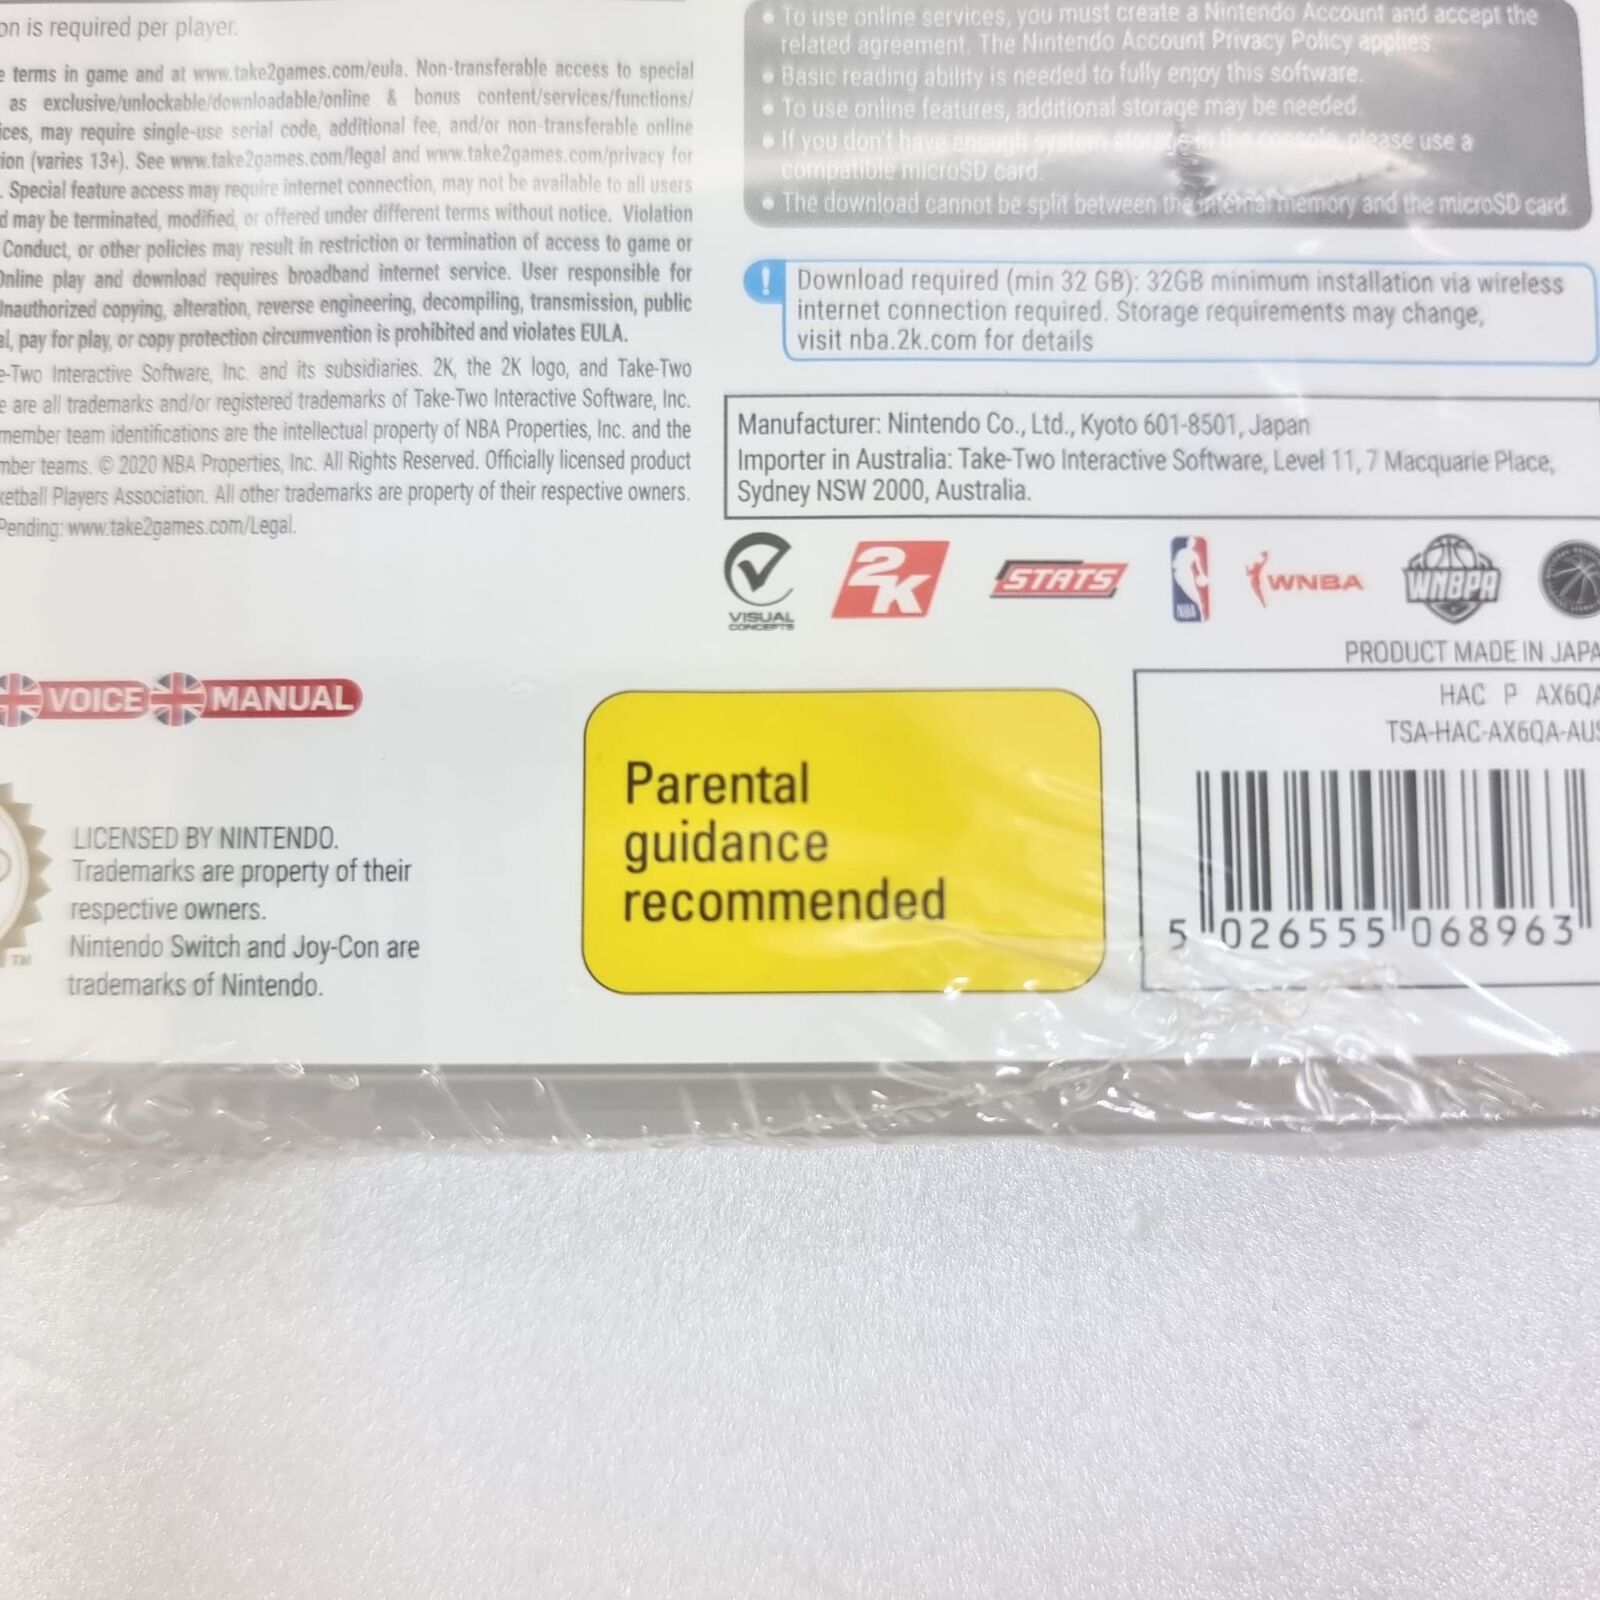 on is required per player.
e terms in game and at www.take2games.com/eula. Non-transferable access to special
as exclusive/unlockable/downloadable/online & bonus content/services/functions/
ices, may require single-use serial code, additional fee, and/or non-transferable online
ion (varies 13+). See www.take2games.com/legal and www.take2games.com/privacy for
. Special feature access may require internet connection, may not be available to all users
d may be terminated, modified, or offered under different terms without notice. Violation
Conduct, or other policies may result in restriction or termination of access to game or
Online play and download requires broadband internet service. User responsible for
Unauthorized copying, alteration, reverse engineering, decompiling, transmission, public
al, pay for play, or copy protection circumvention is prohibited and violates EULA.
e-Two Interactive Software, Inc. and its subsidiaries. 2K, the 2K logo, and Take-Two
e are all trademarks and/or registered trademarks of Take-Two Interactive Software, Inc.
member team identifications are the intellectual property of NBA Properties, Inc. and the
mber teams. © 2020 NBA Properties, Inc. All Rights Reserved. Officially licensed product
ketball Players Association. All other trademarks are property of their respective owners.
Pending: www.take2games.com/Legal.
• To use online services, you must create a Nintendo Account and accept the
related agreement. The Nintendo Account Privacy Policy applies.
• Basic reading ability is needed to fully enjoy this software.
• To use online features, additional storage may be needed.
• If you don't have enough system storage in the console, please use a
compatible microSD card.
• The download cannot be split between the internal memory and the microSD card.
! Download required (min 32 GB): 32GB minimum installation via wireless
internet connection required. Storage requirements may change,
visit nba.2k.com for details
Manufacturer: Nintendo Co., Ltd., Kyoto 601-8501, Japan
Importer in Australia: Take-Two Interactive Software, Level 11, 7 Macquarie Place,
Sydney NSW 2000, Australia.
VISUAL
CONCEPTS
2K
STATS
NBA
WNBA
WNBPA
PRODUCT MADE IN JAPA
VOICE MANUAL
HAC P AX6QA
TSA-HAC-AX6QA-AUS
5 026555 068963
Parental
guidance
recommended
LICENSED BY NINTENDO.
Trademarks are property of their
respective owners.
Nintendo Switch and Joy-Con are
trademarks of Nintendo.
TM